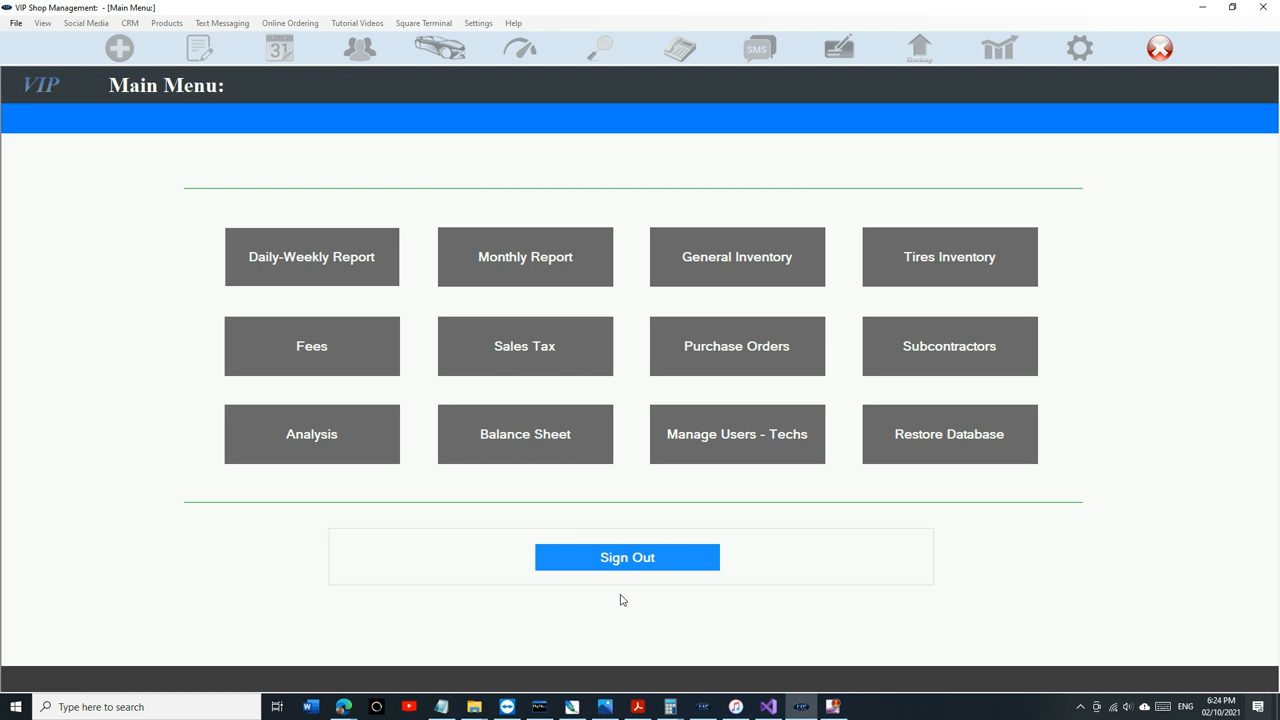 VIP Shop Management:  - [Main Menu:]
File View Social Media CRM Products Text Messaging Online Ordering Tutorial Videos Square Terminal Settings Help
31 SMS Backup
VIP Main Menu:
Daily-Weekly Report Monthly Report General Inventory Tires Inventory
Fees Sales Tax Purchase Orders Subcontractors
Analysis Balance Sheet Manage Users - Techs Restore Database
Sign Out
Type here to search
ENG
6:24 PM
02/10/2021